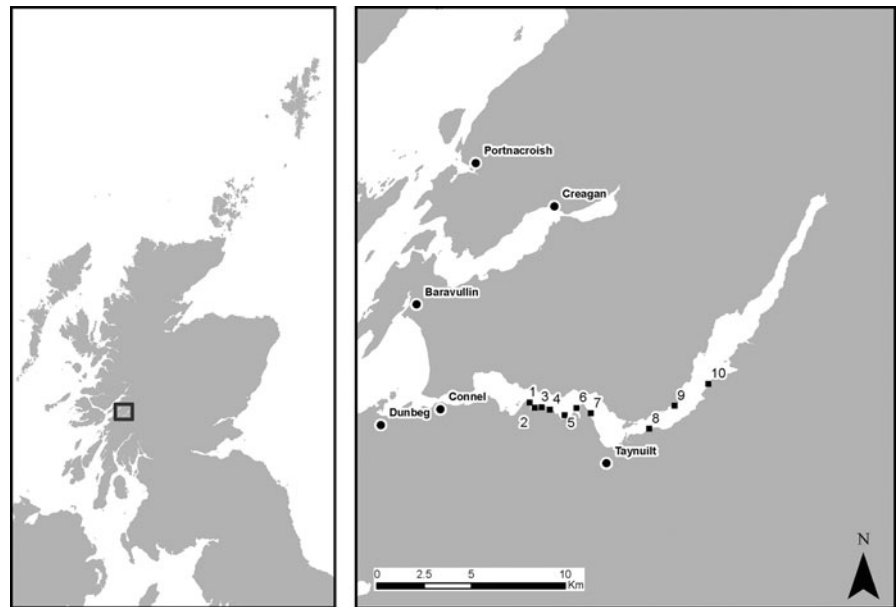 Portnacroish
Creagan
Baravullin
Connel
Dunbeg
1
3
4
6
7
2
5
8
9
10
Taynuilt
N
0 2.5 5 10
Km